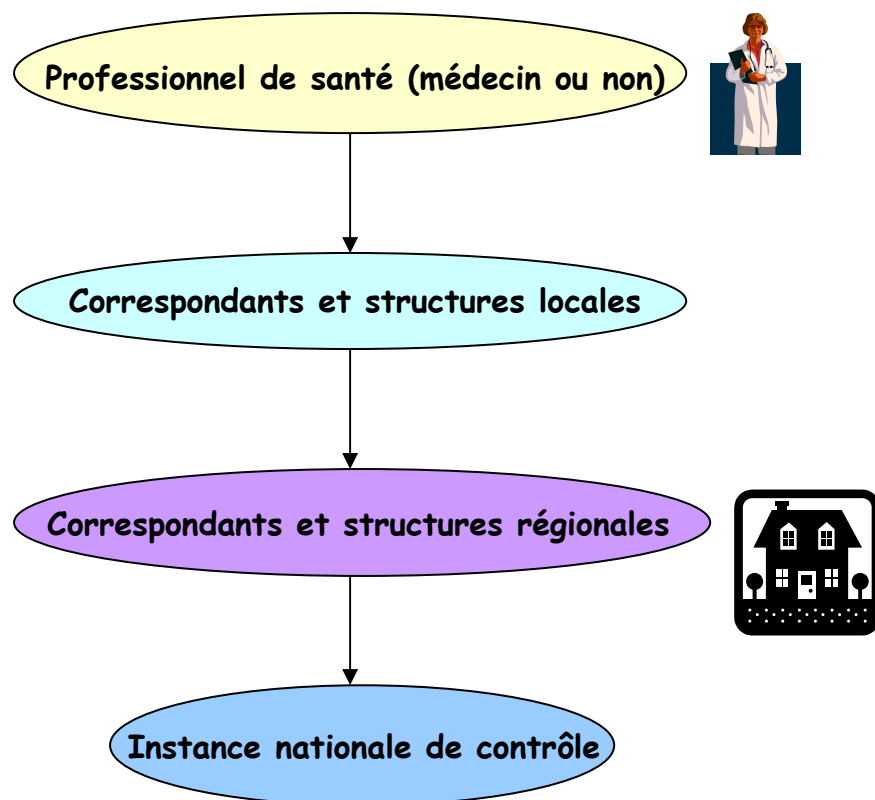 Professionnel de santé (médecin ou non)
Correspondants et structures locales
Correspondants et structures régionales
Instance nationale de contrôle